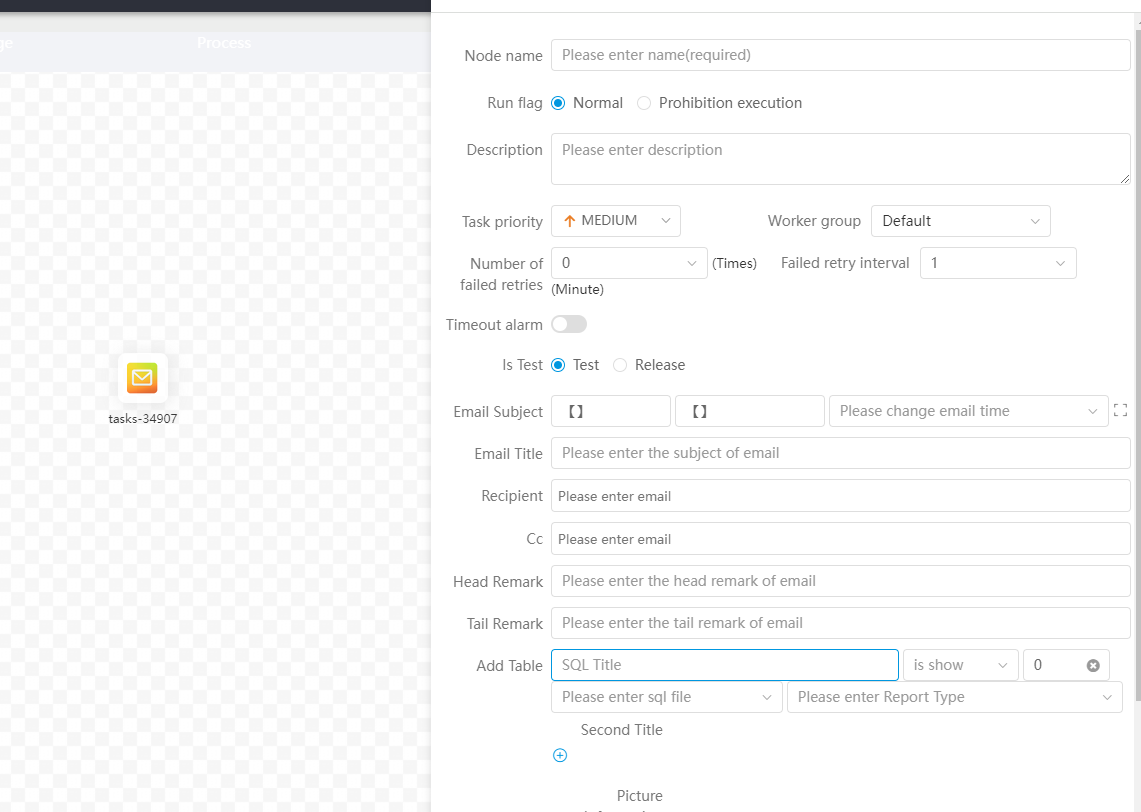 ge
Process
Node name Please enter name(required)
Run flag Normal Prohibition execution
Description Please enter description
Task priority MEDIUM Worker group Default
Number of failed retries 0 (Times) Failed retry interval 1
(Minute)
Timeout alarm
Is Test Test Release
Email Subject 【】 【】 Please change email time
Email Title Please enter the subject of email
Recipient Please enter email
Cc Please enter email
Head Remark Please enter the head remark of email
Tail Remark Please enter the tail remark of email
Add Table SQL Title is show 0
Please enter sql file Please enter Report Type
Second Title
Picture
tasks-34907